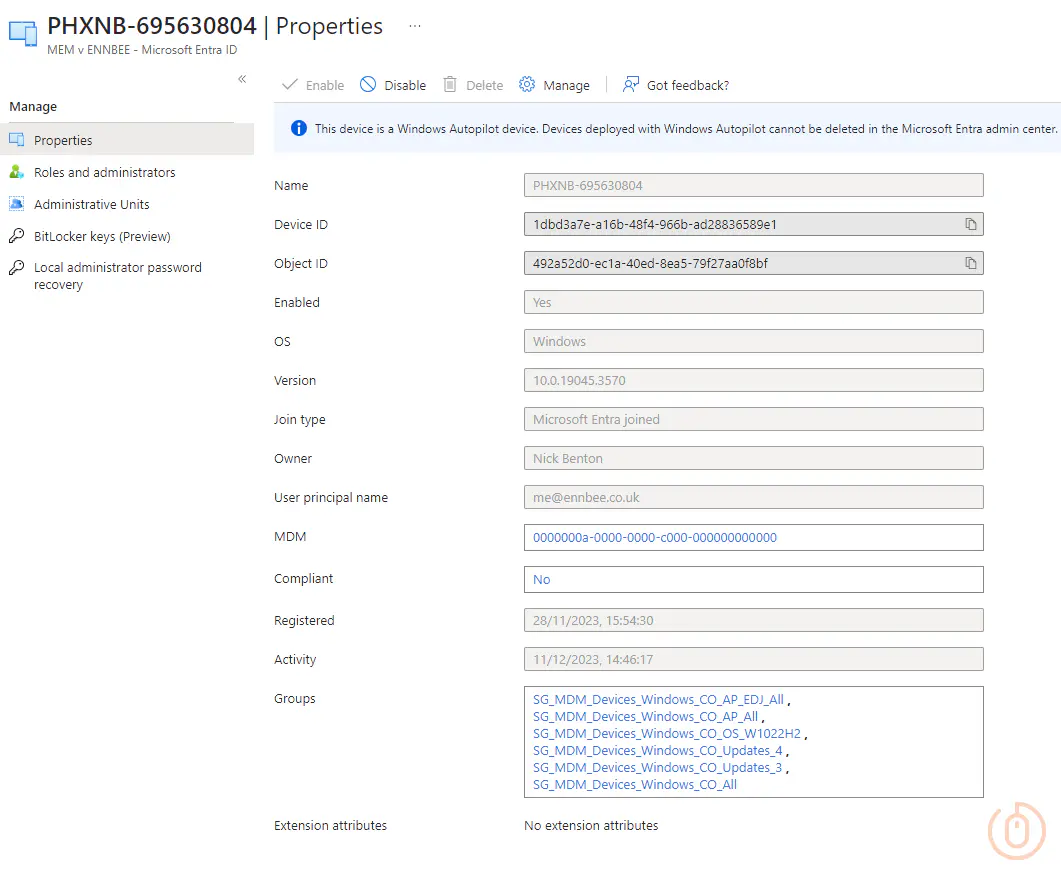 PHXNB-695630804 | Properties ...
MEM v ENNBEE - Microsoft Entra ID
«
Manage
Properties
Roles and administrators
Administrative Units
BitLocker keys (Preview)
Local administrator password
recovery
Enable Disable Delete Manage Got feedback?
This device is a Windows Autopilot device. Devices deployed with Windows Autopilot cannot be deleted in the Microsoft Entra admin center.
Name PHXNB-695630804
Device ID 1dbd3a7e-a16b-48f4-966b-ad28836589e1
Object ID 492a52d0-ec1a-40ed-8ea5-79f27aa0f8bf
Enabled Yes
OS Windows
Version 10.0.19045.3570
Join type Microsoft Entra joined
Owner Nick Benton
User principal name me@ennbee.co.uk
MDM 0000000a-0000-0000-c000-000000000000
Compliant No
Registered 28/11/2023, 15:54:30
Activity 11/12/2023, 14:46:17
Groups SG_MDM_Devices_Windows_CO_AP_EDJ_All ,
SG_MDM_Devices_Windows_CO_AP_All ,
SG_MDM_Devices_Windows_CO_OS_W1022H2 ,
SG_MDM_Devices_Windows_CO_Updates_4 ,
SG_MDM_Devices_Windows_CO_Updates_3 ,
SG_MDM_Devices_Windows_CO_All
Extension attributes No extension attributes